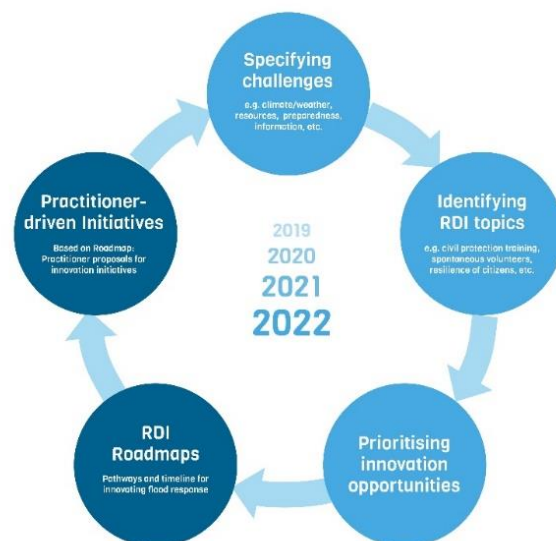 Specifying
challenges
e.g. climate/weather,
resources, preparedness,
information, etc.
Identifying
RDI topics
e.g. civil protection training,
spontaneous volunteers,
resilience of citizens, etc.
Prioritising
innovation
opportunities
RDI
Roadmaps
Pathways and timeline for
innovating flood response
Practitioner-
driven Initiatives
Based on Roadmap:
Practitioner proposals for
innovation initiatives
2019
2020
2021
2022